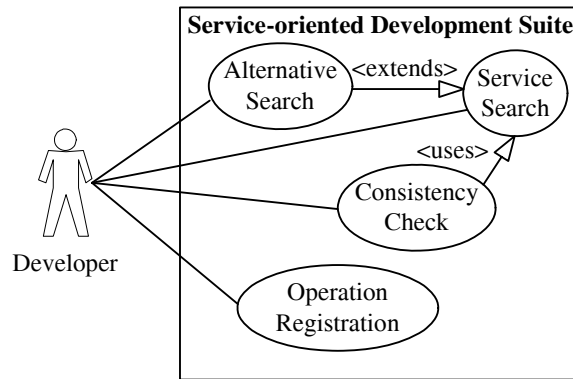 Service-oriented Development Suite
Alternative
Search
<extends>
Service
Search
<uses>
Consistency
Check
Developer
Operation
Registration